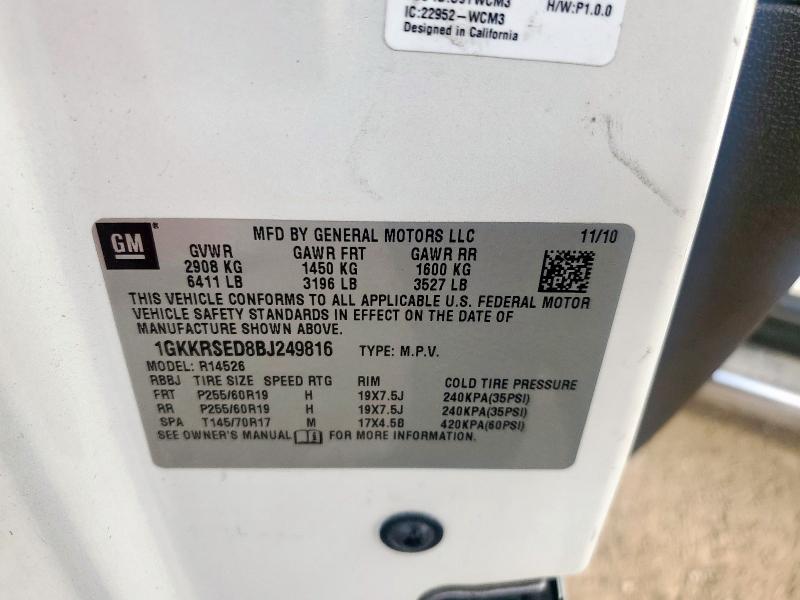 IC:22952-WCM3
H/W:P1.0.0
Designed in California
GM
MFD BY GENERAL MOTORS LLC 11/10
GVWR GAWR FRT GAWR RR
2908 KG 1450 KG 1600 KG
6411 LB 3196 LB 3527 LB
THIS VEHICLE CONFORMS TO ALL APPLICABLE U.S. FEDERAL MOTOR
VEHICLE SAFETY STANDARDS IN EFFECT ON THE DATE OF
MANUFACTURE SHOWN ABOVE.
1GKKRSED8BJ249816 TYPE: M.P.V.
MODEL: R14526
RBBJ TIRE SIZE SPEED RTG RIM COLD TIRE PRESSURE
FRT P255/60R19 H 19X7.5J 240KPA(35PSI)
RR P255/60R19 H 19X7.5J 240KPA(35PSI)
SPA T145/70R17 M 17X4.5B 420KPA(60PSI)
SEE OWNER'S MANUAL FOR MORE INFORMATION.